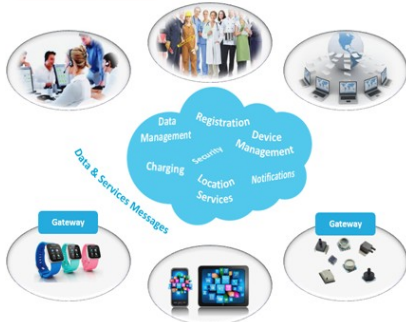 Data
Management
Registration
Device
Management
Security
Charging
Location
Services
Notifications
Data & Services Messages
Gateway
Gateway